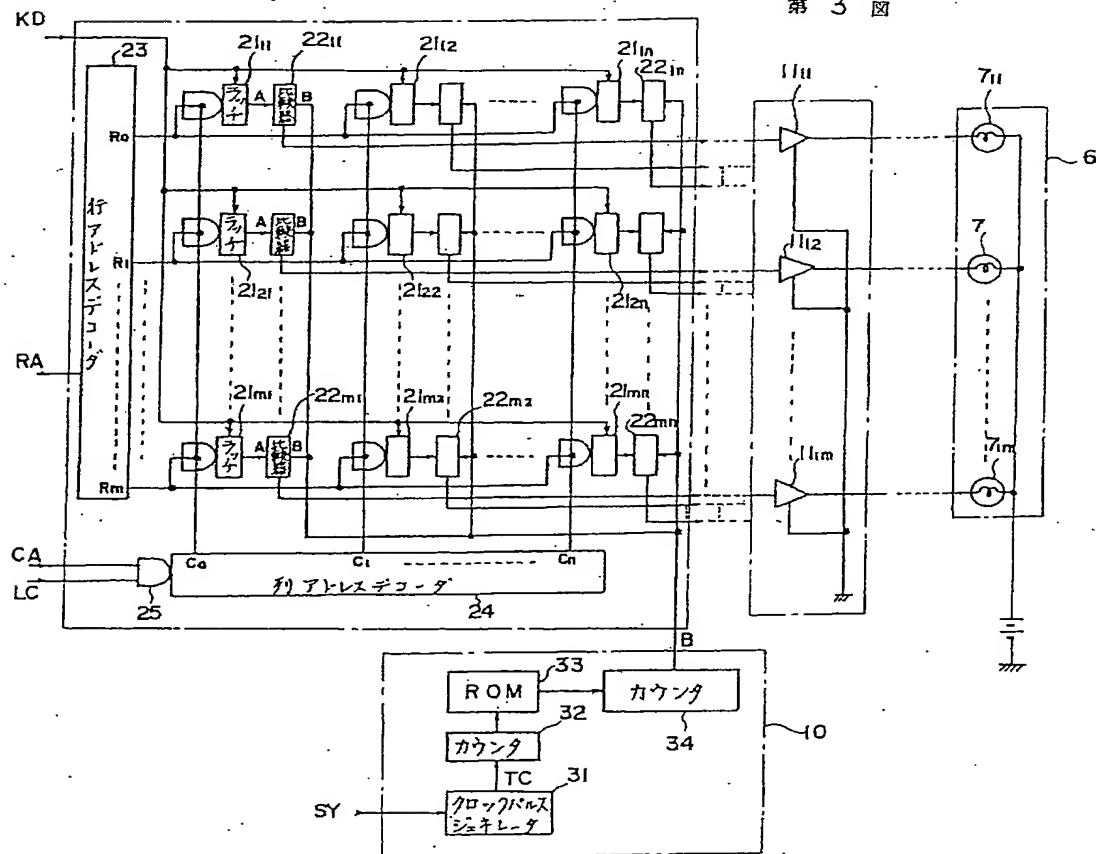 第 3 図
KD
23
21₁₁
22₁₁
21₁₂
21₁ₙ
22₁ₙ
11₁₁
7₁₁
6
ラッチ
A
比較器
B
R₀
行アドレスデコーダ
ラッチ
A
比較器
B
R₁
21₂₁
21₂₂
21₂ₙ
11₁₂
7
RA
21ₘ₁
22ₘ₁
21ₘ₂
22ₘ₂
21ₘₙ
22ₘₙ
11₁ₘ
7₁ₘ
ラッチ
A
比較器
B
Rₘ
CA
LC
25
C₀
C₁
Cₙ
列アドレスデコーダ
24
B
33
ROM
カウンタ
34
10
32
カウンタ
TC
31
SY
クロックパルス
ジェネレータ